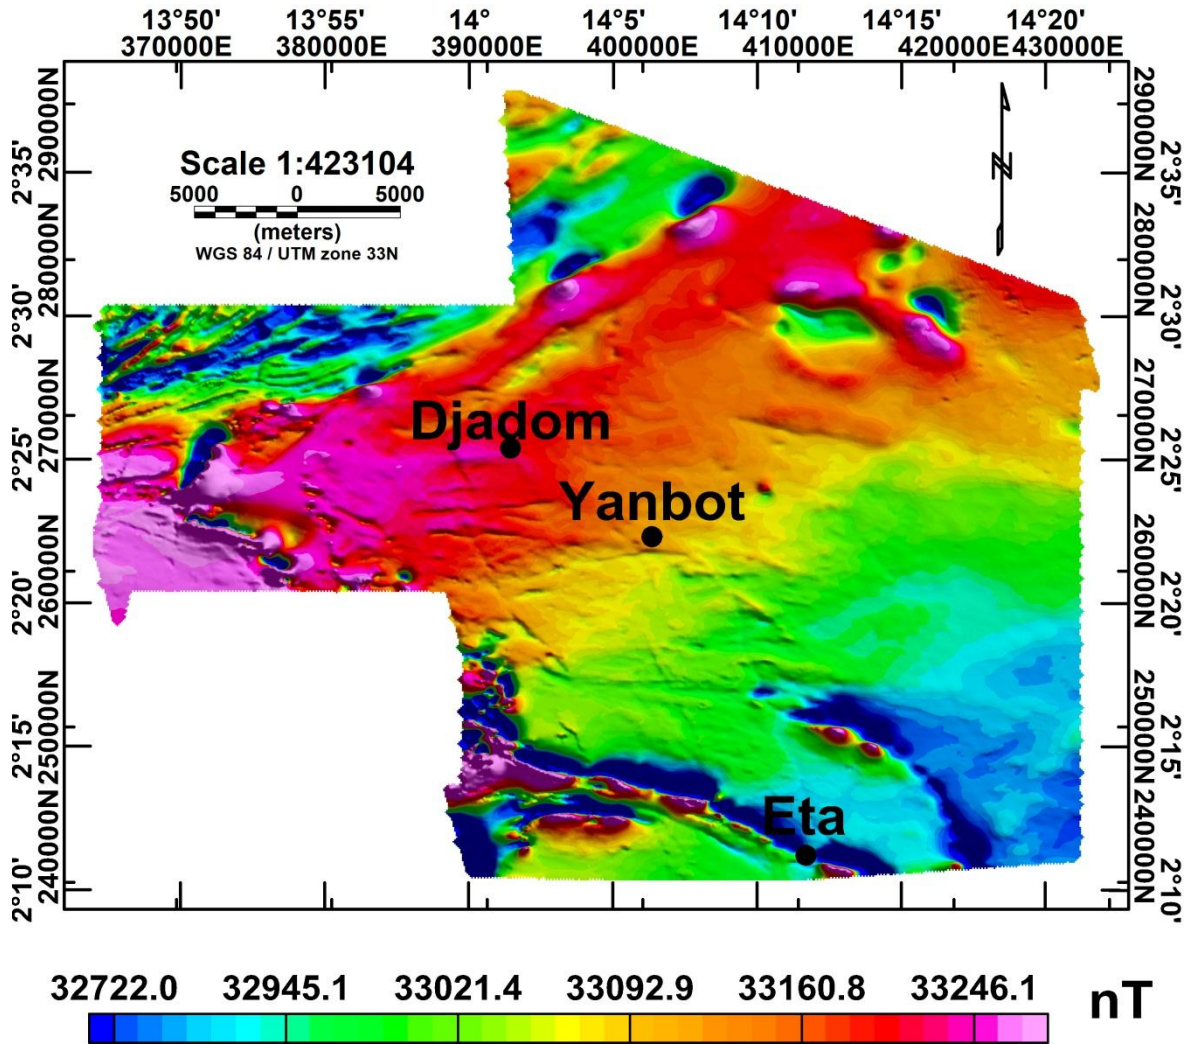 13°50' 13°55' 14° 14°5' 14°10' 14°15' 14°20'
370000E 380000E 390000E 400000E 410000E 420000E 430000E
2°35' 2°30' 2°25' 2°20' 2°15' 2°10'
290000N 280000N 270000N 260000N 250000N 240000N
Scale 1:423104
5000 0 5000
(meters)
WGS 84 / UTM zone 33N
N
Djadom
Yanbot
Eta
290000N 280000N 270000N 260000N 250000N 240000N
2°35' 2°30' 2°25' 2°20' 2°15' 2°10'
32722.0 32945.1 33021.4 33092.9 33160.8 33246.1 nT